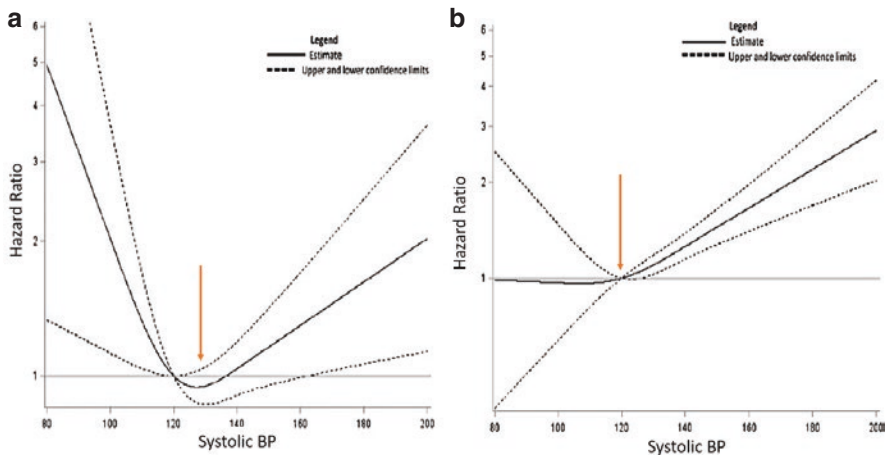 a
Legend
Estimate
Upper and lower confidence limits
6
5
4
3
2
1
Hazard Ratio
80 100 120 140 160 180 200
Systolic BP
b
Legend
Estimate
Upper and lower confidence limits
6
5
4
3
2
1
Hazard Ratio
80 100 120 140 160 180 200
Systolic BP